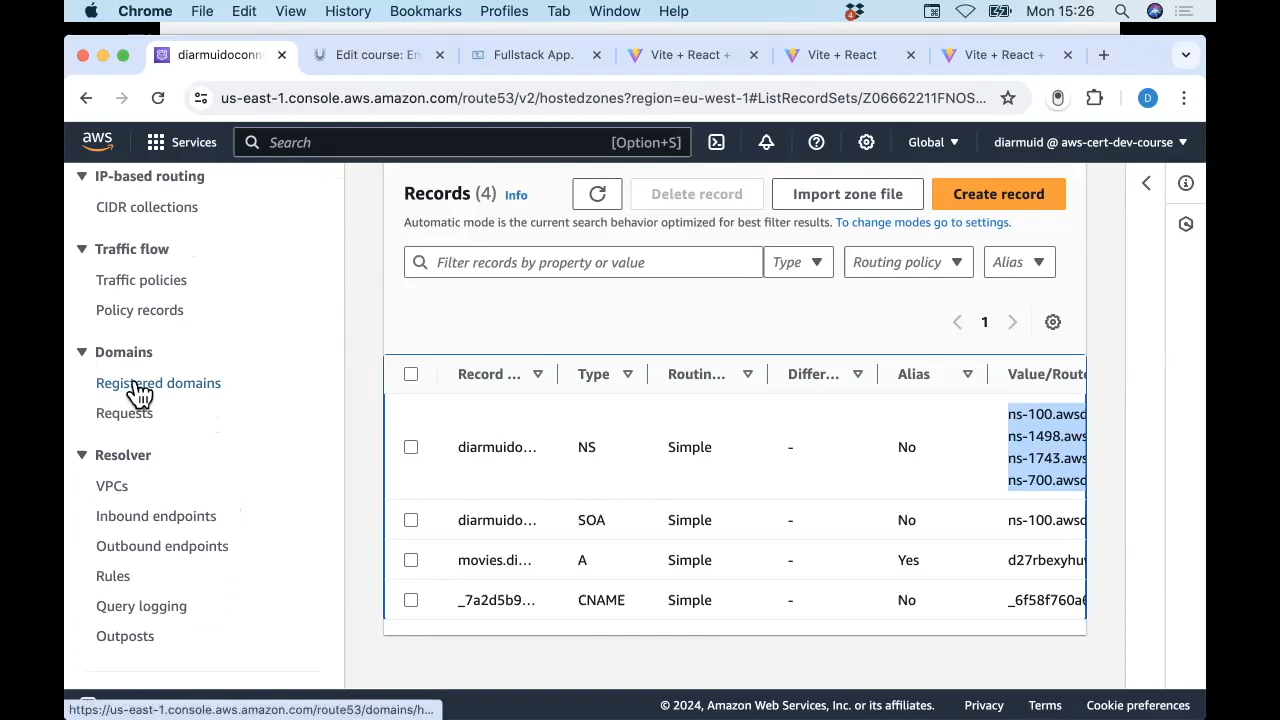 Chrome File Edit View History Bookmarks Profiles Tab Window Help 4 Mon 15:26
diarmuidoconn Edit course: En Fullstack App. Vite + React + Vite + React Vite + React +
us-east-1.console.aws.amazon.com/route53/v2/hostedzones?region=eu-west-1#ListRecordSets/Z06662211FNOS... D
aws Services Search [Option+S] Global diarmuid @ aws-cert-dev-course
IP-based routing
CIDR collections
Traffic flow
Traffic policies
Policy records
Domains
Registered domains
Requests
Resolver
VPCs
Inbound endpoints
Outbound endpoints
Rules
Query logging
Outposts
Records (4) Info Delete record Import zone file Create record
Automatic mode is the current search behavior optimized for best filter results. To change modes go to settings.
Filter records by property or value Type Routing policy Alias
1
Record ... Type Routin... Differ... Alias Value/Route
diarmuido... NS Simple - No
ns-100.awsd
ns-1498.aws
ns-1743.aws
ns-700.awsd
diarmuido... SOA Simple - No ns-100.awsd
movies.di... A Simple - Yes d27rbexyhu
_7a2d5b9... CNAME Simple - No _6f58f760a
https://us-east-1.console.aws.amazon.com/route53/domains/h...
© 2024, Amazon Web Services, Inc. or its affiliates. Privacy Terms Cookie preferences